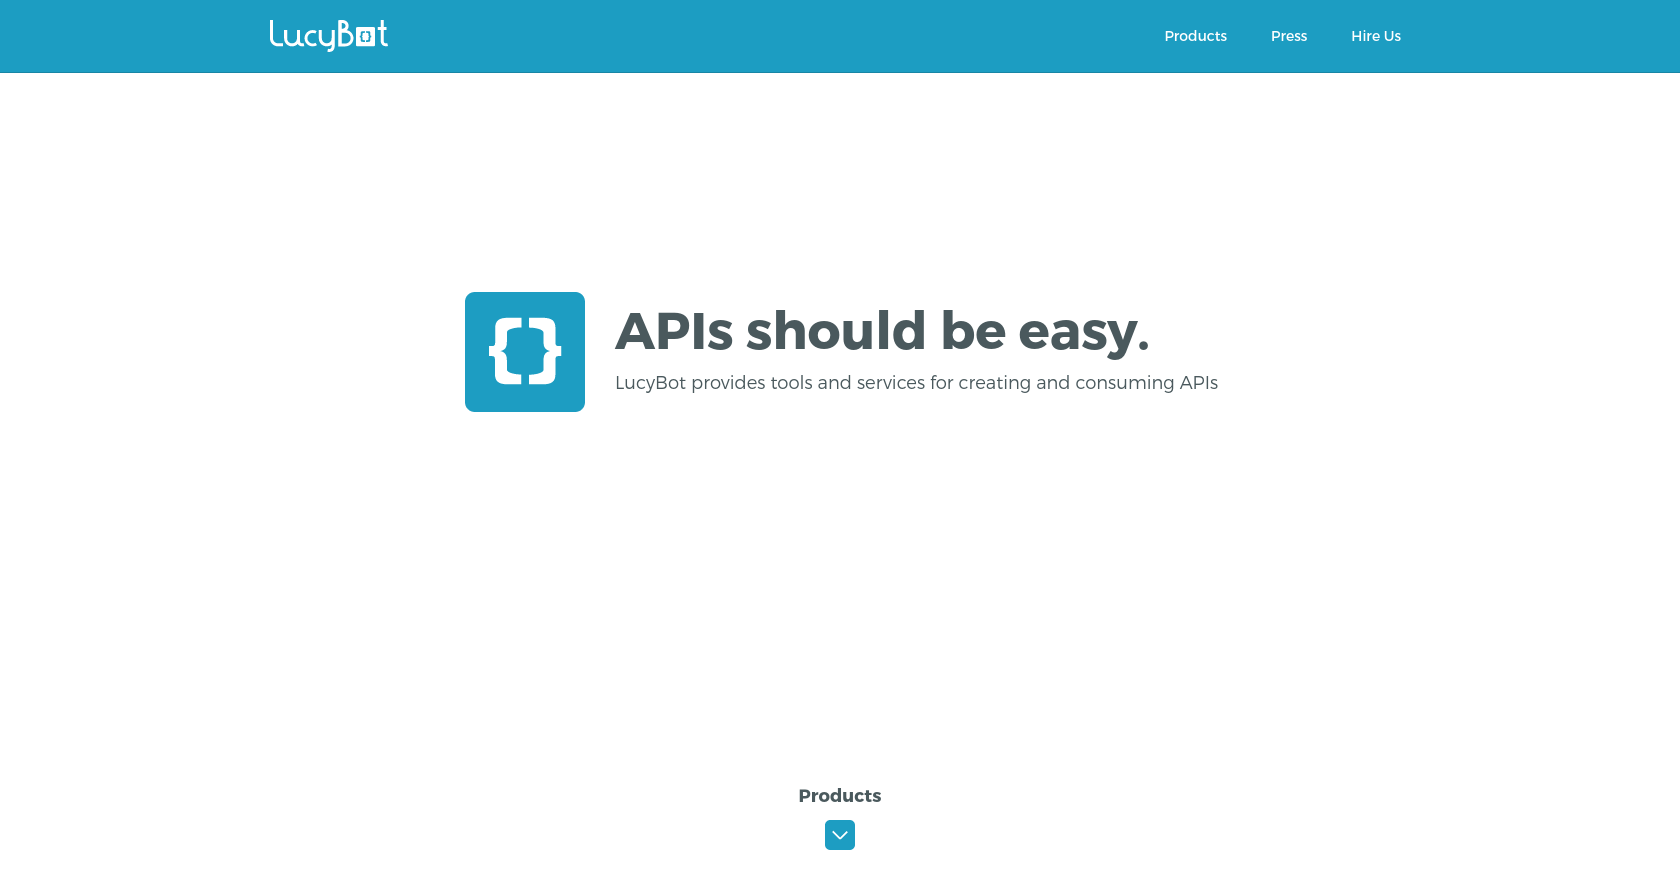 LucyBot
Products
Press
Hire Us
{}
APIs should be easy.
LucyBot provides tools and services for creating and consuming APIs
Products